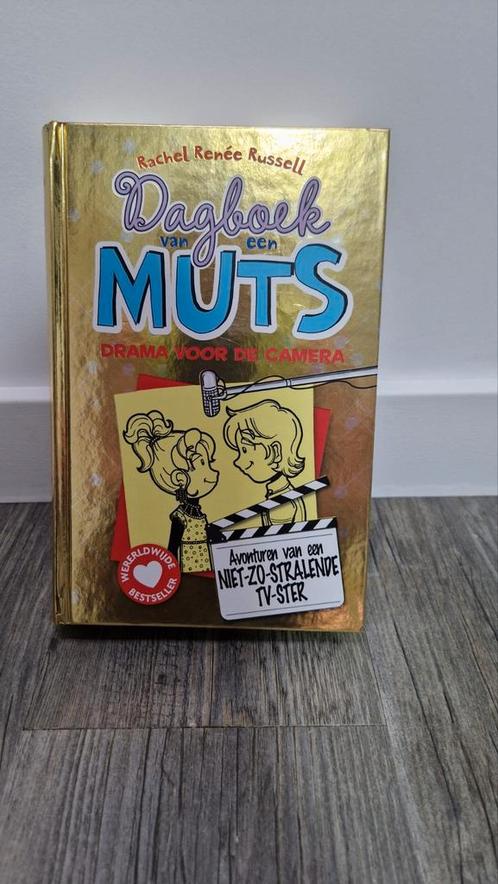 Rachel Renée Russell
Dagboek
van een
MUTS
DRAMA VOOR DE CAMERA
Avonturen van een
NIET-ZO-STRALENDE
TV-STER
WERELDWIJDE
BESTSELLER